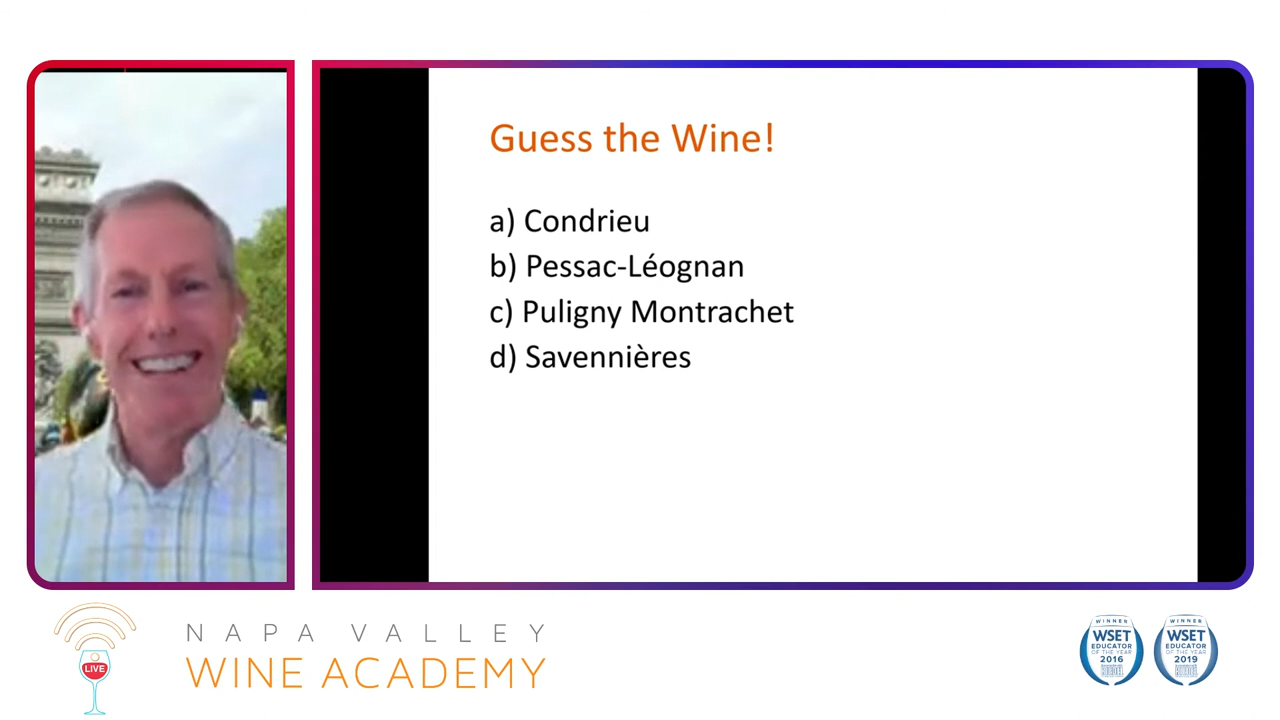 Guess the Wine!
a) Condrieu
b) Pessac-Léognan
c) Puligny Montrachet
d) Savennières
LIVE
NAPA VALLEY
WINE ACADEMY
WINNER
WSET
EDUCATOR
OF THE YEAR
2016
WINNER
WSET
EDUCATOR
OF THE YEAR
2019